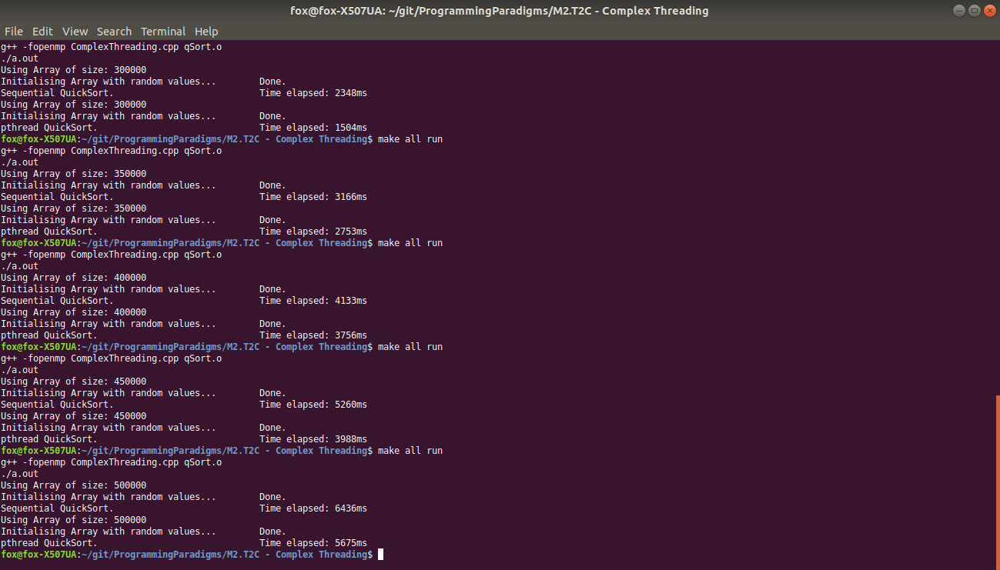 fox@fox-X507UA: ~/git/ProgrammingParadigms/M2.T2C - Complex Threading
File Edit View Search Terminal Help
g++ -fopenmp ComplexThreading.cpp qSort.o
./a.out
Using Array of size: 300000
Initialising Array with random values... Done.
Sequential QuickSort. Time elapsed: 2348ms
Using Array of size: 300000
Initialising Array with random values... Done.
pthread QuickSort. Time elapsed: 1504ms
fox@fox-X507UA:~/git/ProgrammingParadigms/M2.T2C - Complex Threading$ make all run
g++ -fopenmp ComplexThreading.cpp qSort.o
./a.out
Using Array of size: 350000
Initialising Array with random values... Done.
Sequential QuickSort. Time elapsed: 3166ms
Using Array of size: 350000
Initialising Array with random values... Done.
pthread QuickSort. Time elapsed: 2753ms
fox@fox-X507UA:~/git/ProgrammingParadigms/M2.T2C - Complex Threading$ make all run
g++ -fopenmp ComplexThreading.cpp qSort.o
./a.out
Using Array of size: 400000
Initialising Array with random values... Done.
Sequential QuickSort. Time elapsed: 4133ms
Using Array of size: 400000
Initialising Array with random values... Done.
pthread QuickSort. Time elapsed: 3756ms
fox@fox-X507UA:~/git/ProgrammingParadigms/M2.T2C - Complex Threading$ make all run
g++ -fopenmp ComplexThreading.cpp qSort.o
./a.out
Using Array of size: 450000
Initialising Array with random values... Done.
Sequential QuickSort. Time elapsed: 5260ms
Using Array of size: 450000
Initialising Array with random values... Done.
pthread QuickSort. Time elapsed: 3988ms
fox@fox-X507UA:~/git/ProgrammingParadigms/M2.T2C - Complex Threading$ make all run
g++ -fopenmp ComplexThreading.cpp qSort.o
./a.out
Using Array of size: 500000
Initialising Array with random values... Done.
Sequential QuickSort. Time elapsed: 6436ms
Using Array of size: 500000
Initialising Array with random values... Done.
pthread QuickSort. Time elapsed: 5675ms
fox@fox-X507UA:~/git/ProgrammingParadigms/M2.T2C - Complex Threading$